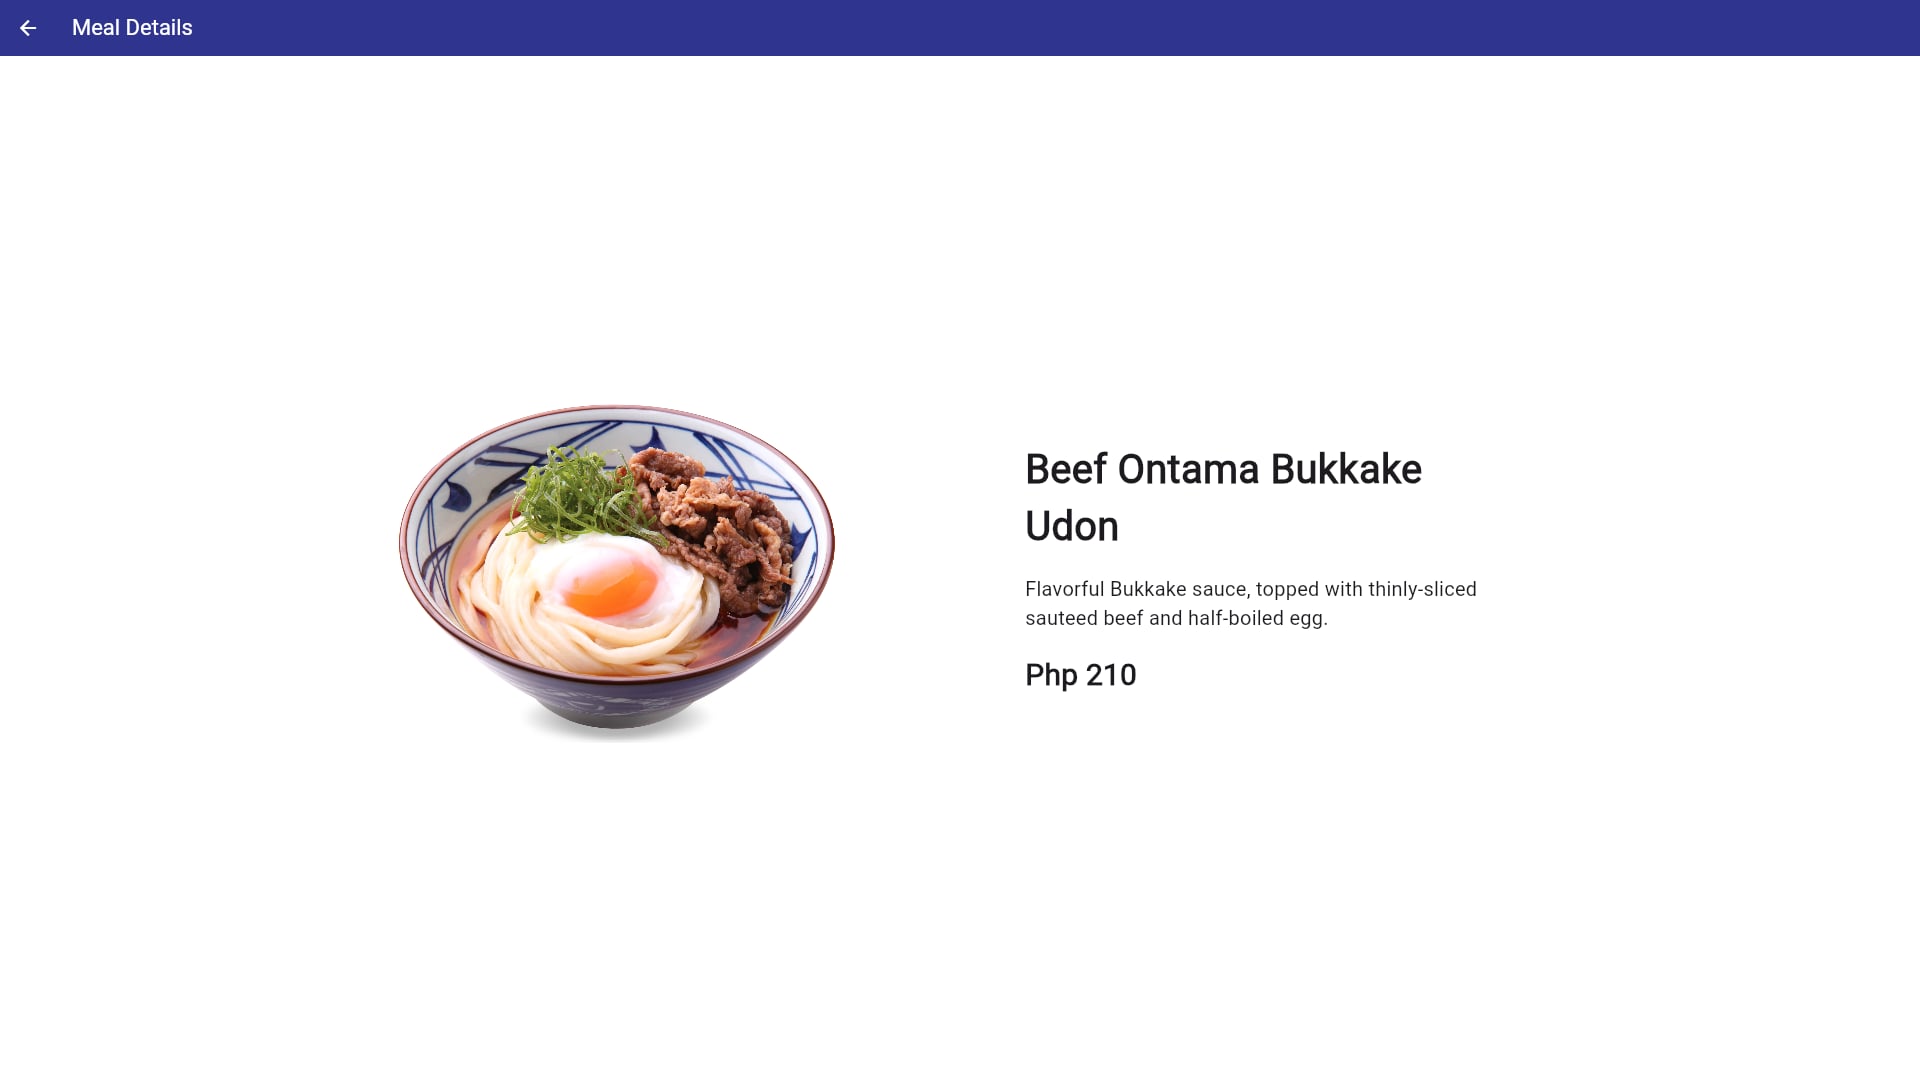 Meal Details
Beef Ontama Bukkake
Udon
Flavorful Bukkake sauce, topped with thinly-sliced
sauteed beef and half-boiled egg.
Php 210